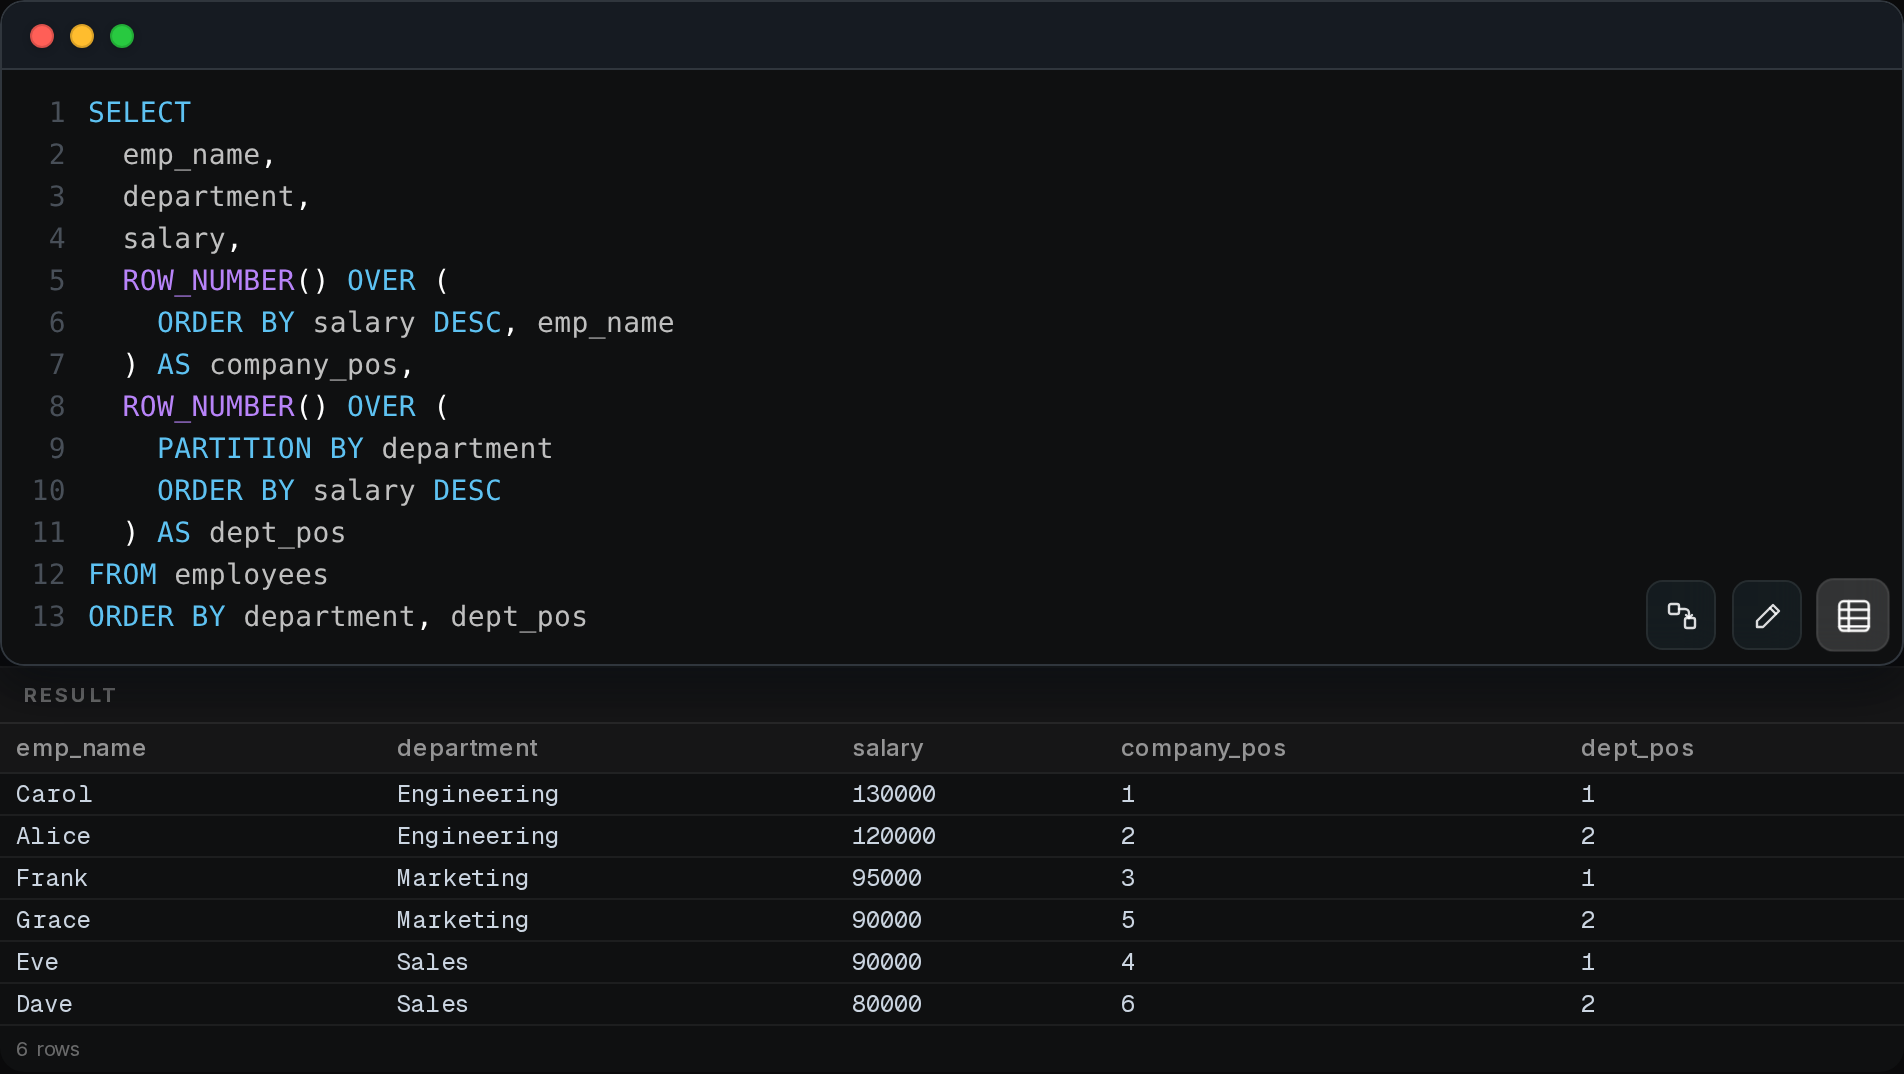 1 SELECT
2   emp_name,
3   department,
4   salary,
5   ROW_NUMBER() OVER (
6     ORDER BY salary DESC, emp_name
7   ) AS company_pos,
8   ROW_NUMBER() OVER (
9     PARTITION BY department
10     ORDER BY salary DESC
11   ) AS dept_pos
12 FROM employees
13 ORDER BY department, dept_pos
RESULT
emp_name department salary company_pos dept_pos
Carol Engineering 130000 1 1
Alice Engineering 120000 2 2
Frank Marketing 95000 3 1
Grace Marketing 90000 5 2
Eve Sales 90000 4 1
Dave Sales 80000 6 2
6 rows